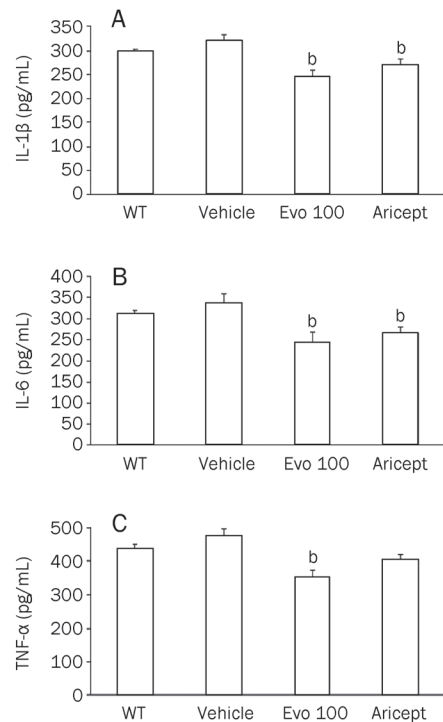 A
IL-1β (pg/mL)
350
300
250
200
150
100
50
0
b
b
WT Vehicle Evo 100 Aricept
B
IL-6 (pg/mL)
400
350
300
250
200
150
100
50
0
b
b
WT Vehicle Evo 100 Aricept
C
TNF-α (pg/mL)
500
400
300
200
100
0
b
WT Vehicle Evo 100 Aricept